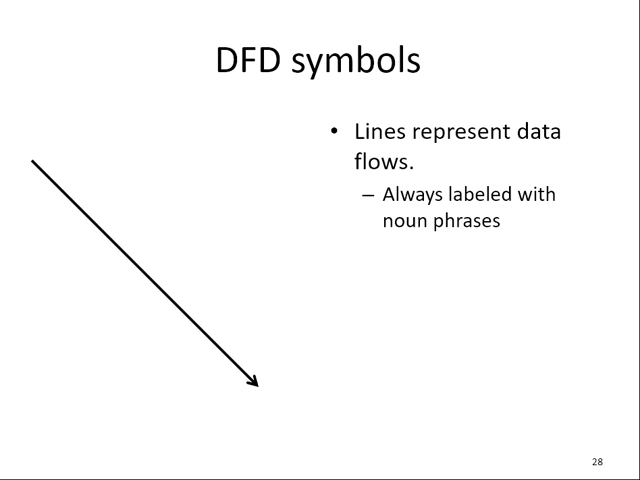 DFD symbols
• Lines represent data
flows.
– Always labeled with
noun phrases
28